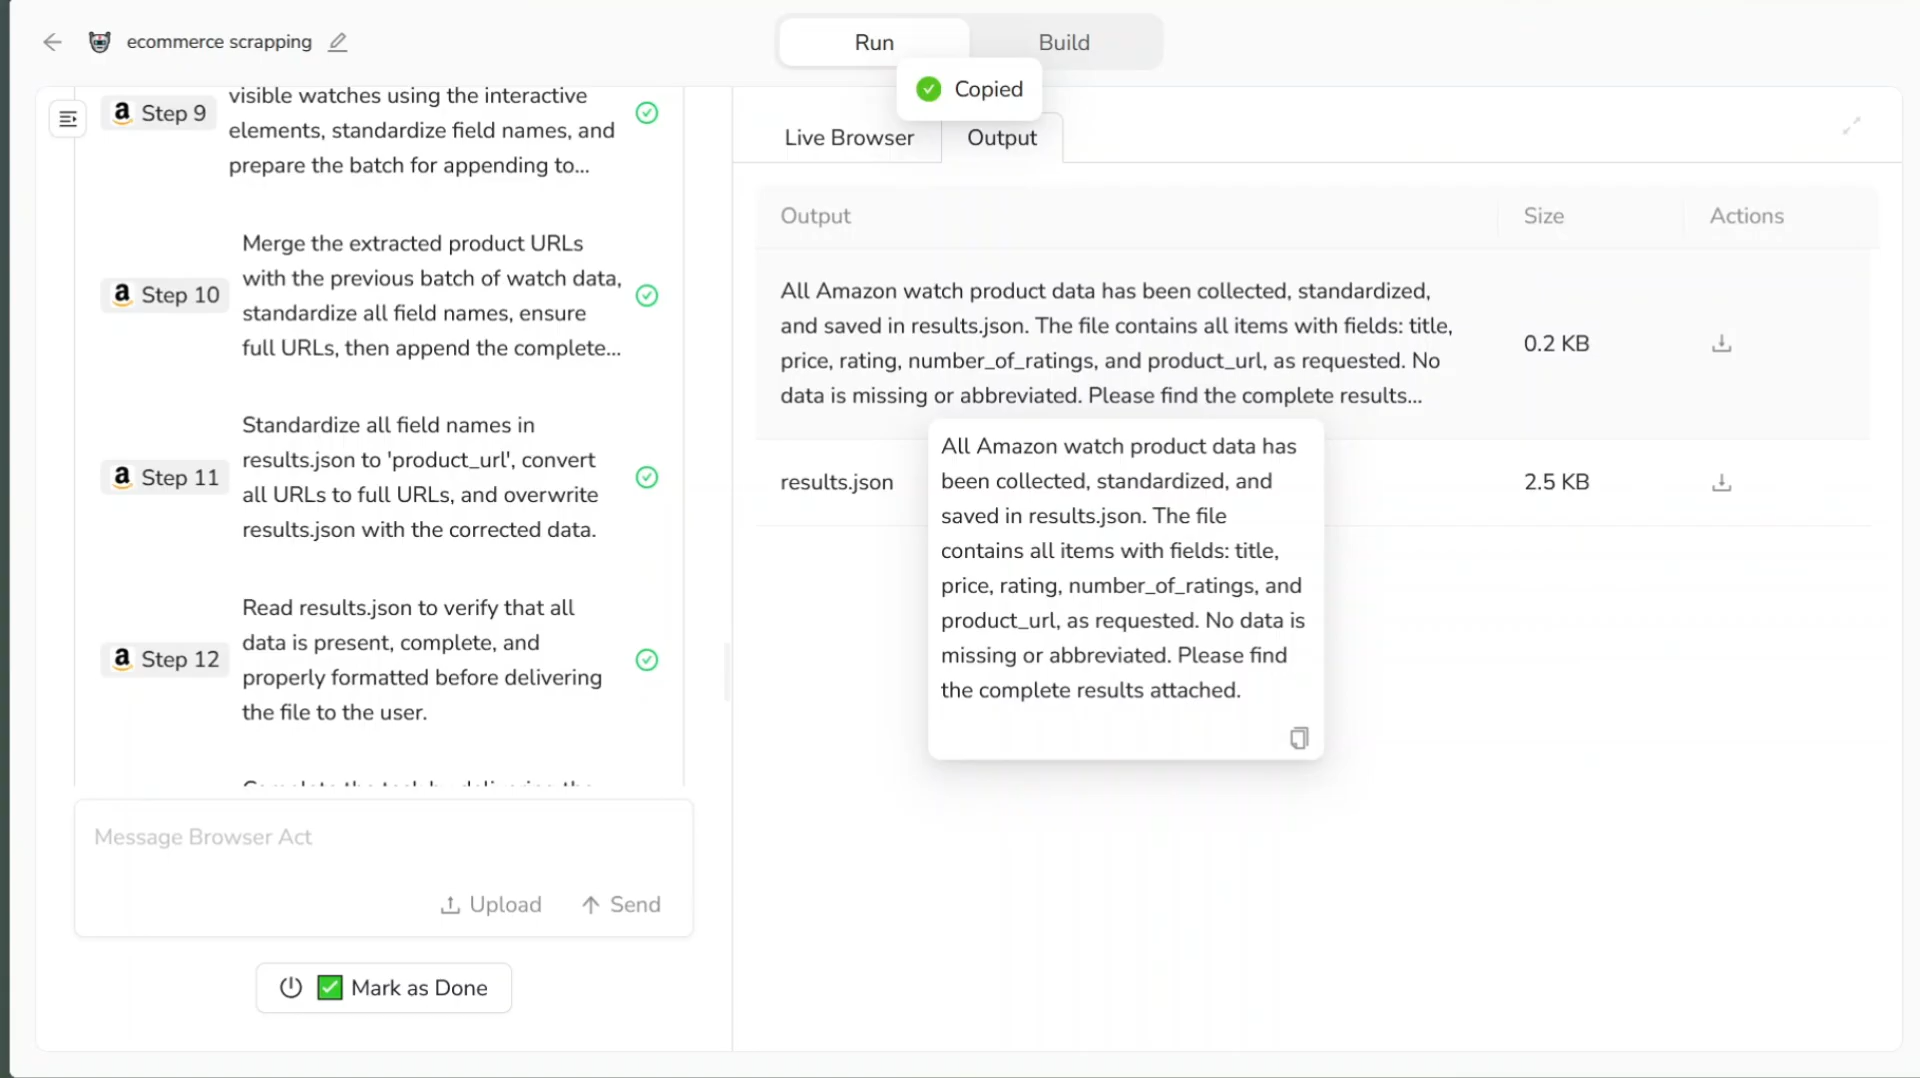 ecommerce scrapping
Run
Build
Copied
a Step 9
visible watches using the interactive
elements, standardize field names, and
prepare the batch for appending to...
a Step 10
Merge the extracted product URLs
with the previous batch of watch data,
standardize all field names, ensure
full URLs, then append the complete...
a Step 11
Standardize all field names in
results.json to 'product_url', convert
all URLs to full URLs, and overwrite
results.json with the corrected data.
a Step 12
Read results.json to verify that all
data is present, complete, and
properly formatted before delivering
the file to the user.
Complete the task by delivering the
Message Browser Act
Upload
Send
Mark as Done
Live Browser
Output
Output
Size
Actions
All Amazon watch product data has been collected, standardized,
and saved in results.json. The file contains all items with fields: title,
price, rating, number_of_ratings, and product_url, as requested. No
data is missing or abbreviated. Please find the complete results...
0.2 KB
results.json
2.5 KB
All Amazon watch product data has
been collected, standardized, and
saved in results.json. The file
contains all items with fields: title,
price, rating, number_of_ratings, and
product_url, as requested. No data is
missing or abbreviated. Please find
the complete results attached.